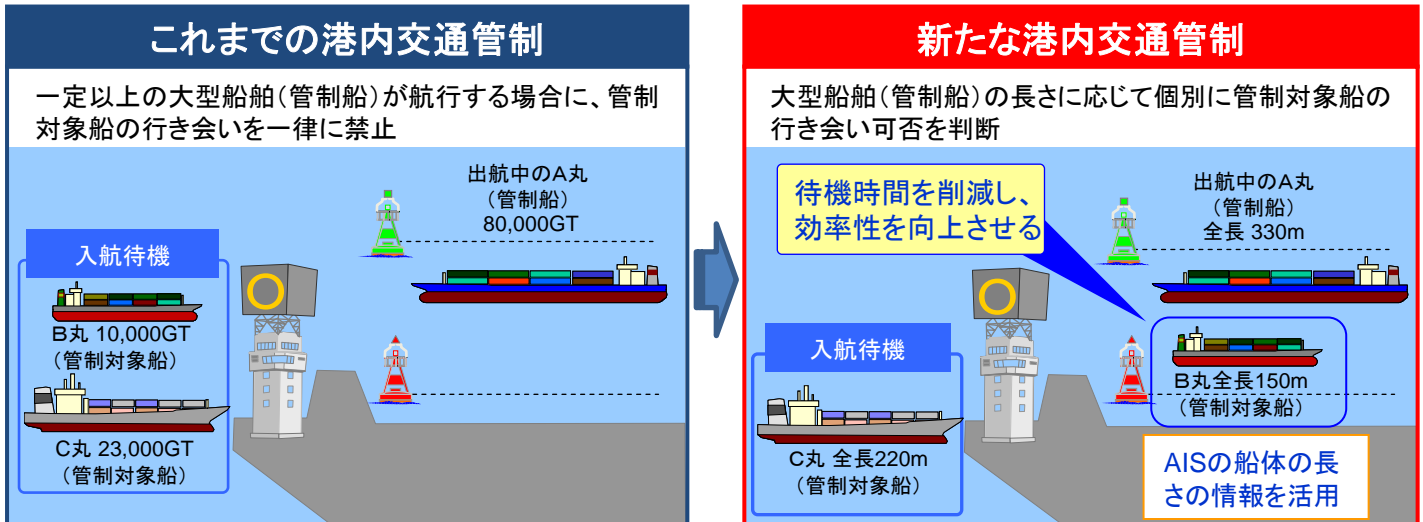 これまでの港内交通管制
一定以上の大型船舶(管制船)が航行する場合に、管制
対象船の行き会いを一律に禁止
出航中のA丸
(管制船)
80,000GT
入航待機
B丸 10,000GT
(管制対象船)
C丸 23,000GT
(管制対象船)
新たな港内交通管制
大型船舶(管制船)の長さに応じて個別に管制対象船の
行き会い可否を判断
待機時間を削減し、
効率性を向上させる
出航中のA丸
(管制船)
全長 330m
入航待機
C丸 全長220m
(管制対象船)
B丸全長150m
(管制対象船)
AISの船体の長
さの情報を活用